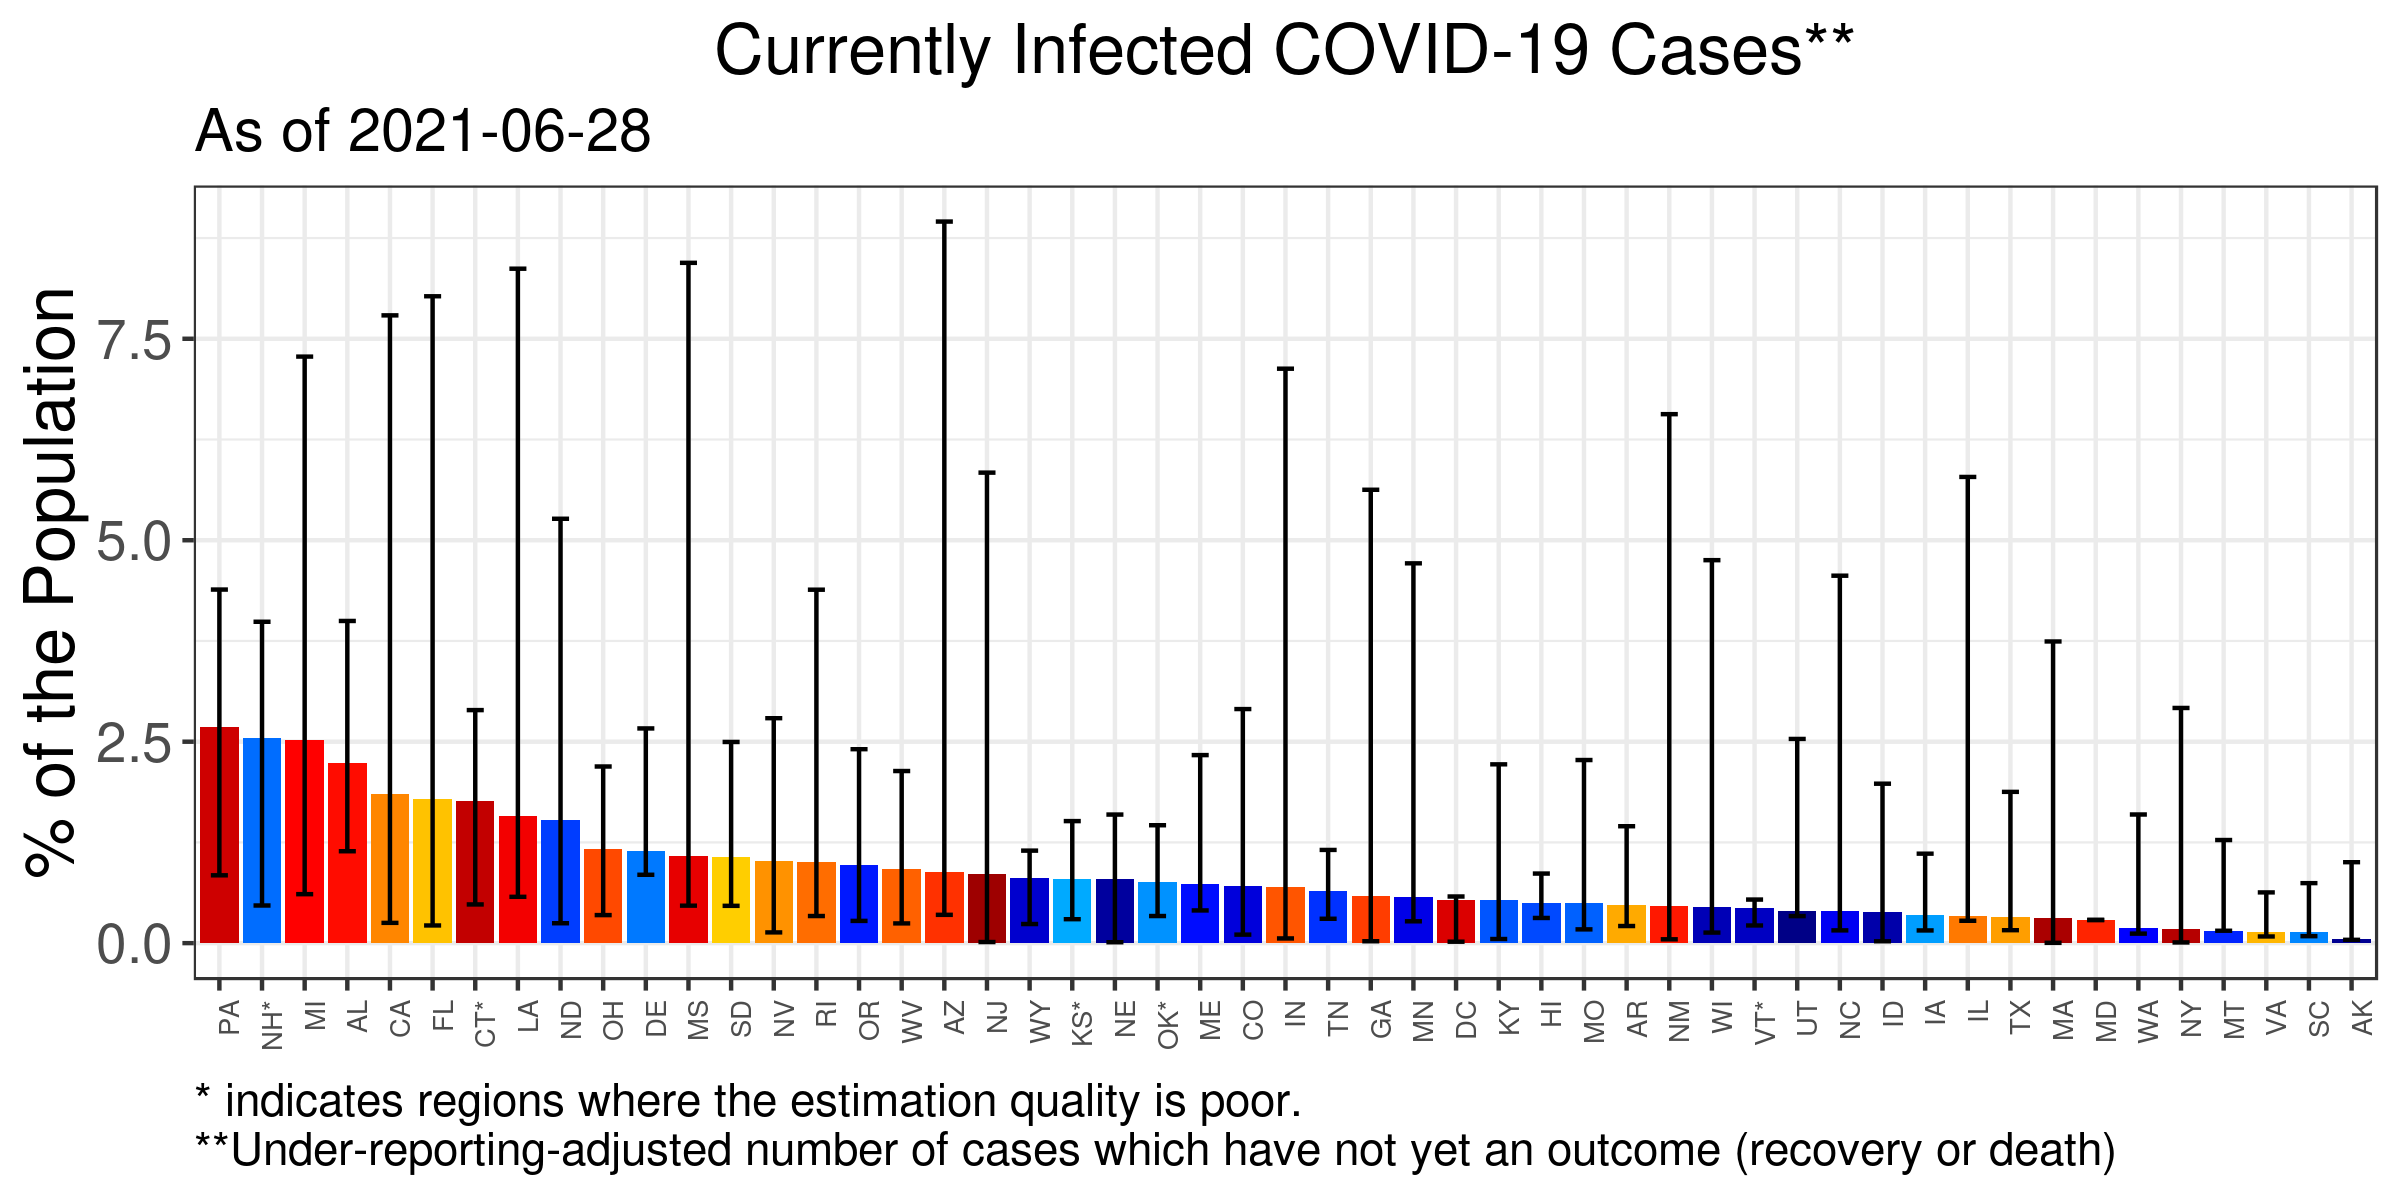 Currently Infected COVID-19 Cases**
As of 2021-06-28
% of the Population
7.5
5.0
2.5
0.0
PA NH* MI AL CA FL CT* LA ND OH DE MS SD NV RI OR WV AZ NJ WY KS* NE OK* ME CO IN TN GA MN DC KY HI MO AR NM WI VT* UT NC ID IA IL TX MA MD WA NY MT VA SC AK
* indicates regions where the estimation quality is poor.
**Under-reporting-adjusted number of cases which have not yet an outcome (recovery or death)